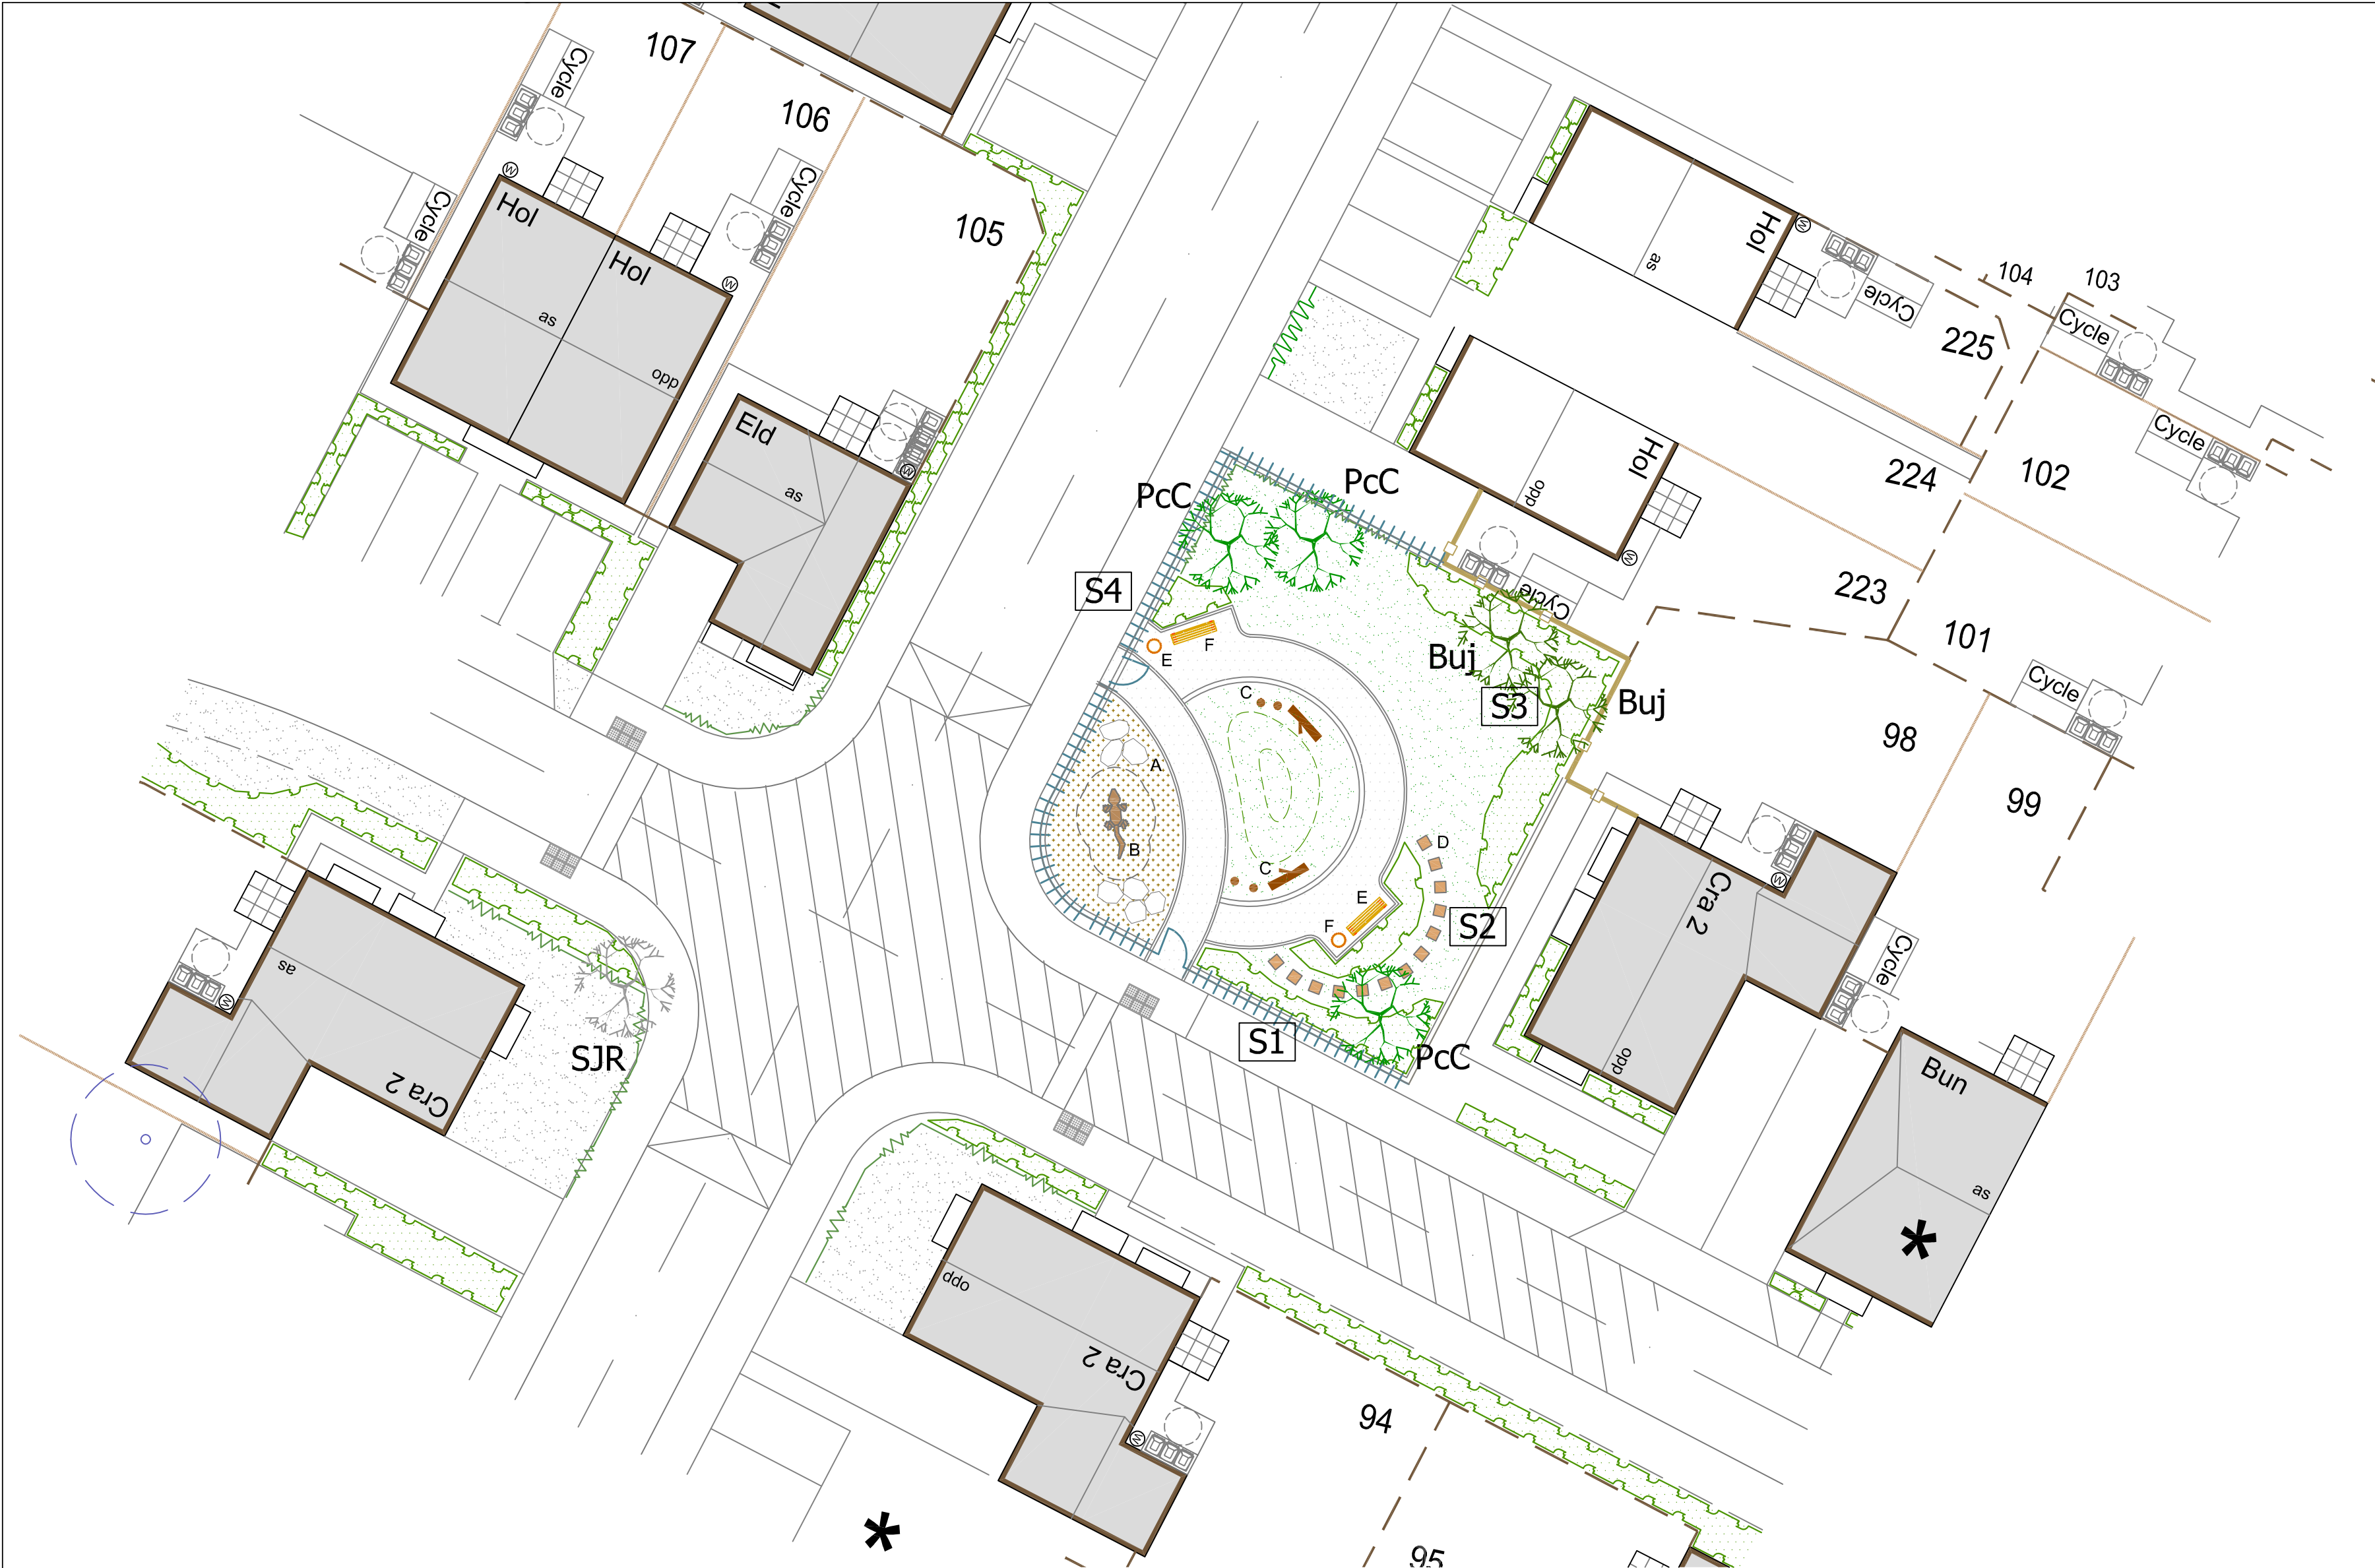 107
Cycle
106
Cycle
105
Cycle
Hol
Hol
as
opp
Eld
as
Hol
as
Cycle
104
103
Cycle
225
Cycle
Hol
opp
224
102
Cycle
223
101
PcC
PcC
S4
E
F
Buj
S3
Buj
C
A
B
C
D
E
F
S2
S1
PcC
98
Cycle
99
Cra 2
opp
Cycle
Bun
as
*
as
Cra 2
SJR
opp
Cra 2
94
95
*
W
W
W
W
W
W
W
W